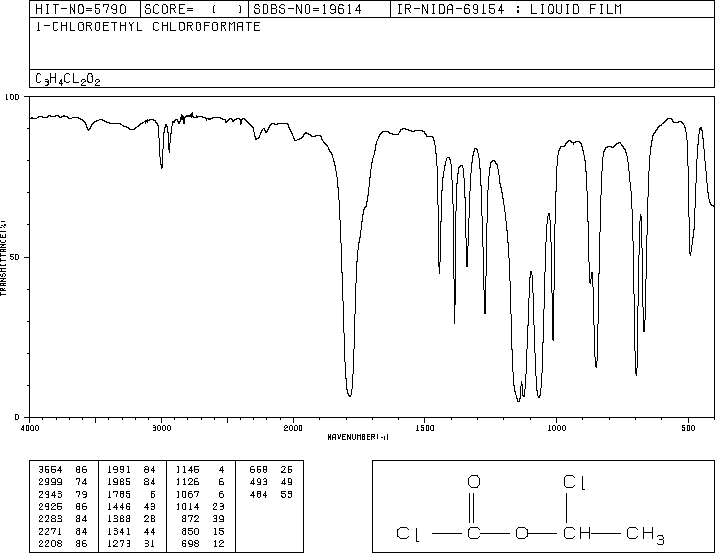 HIT-NO=5790 SCORE= ( ) SDBS-NO=19614 IR-NIDA-69154 : LIQUID FILM
1-CHLOROETHYL CHLOROFORMATE
C3H4CL2O2
100
50
0
TRANSMITTANCE(%)
4000 3000 2000 1500 1000 500
WAVENUMBER(-1)
3554 86 1991 84 1145 4 668 25
2999 74 1965 84 1126 6 493 49
2943 79 1785 6 1067 6 484 59
2925 86 1446 43 1014 23
2283 84 1388 28 872 39
2271 84 1341 44 850 15
2208 86 1273 31 698 12
O Cl
Cl C O CH CH3